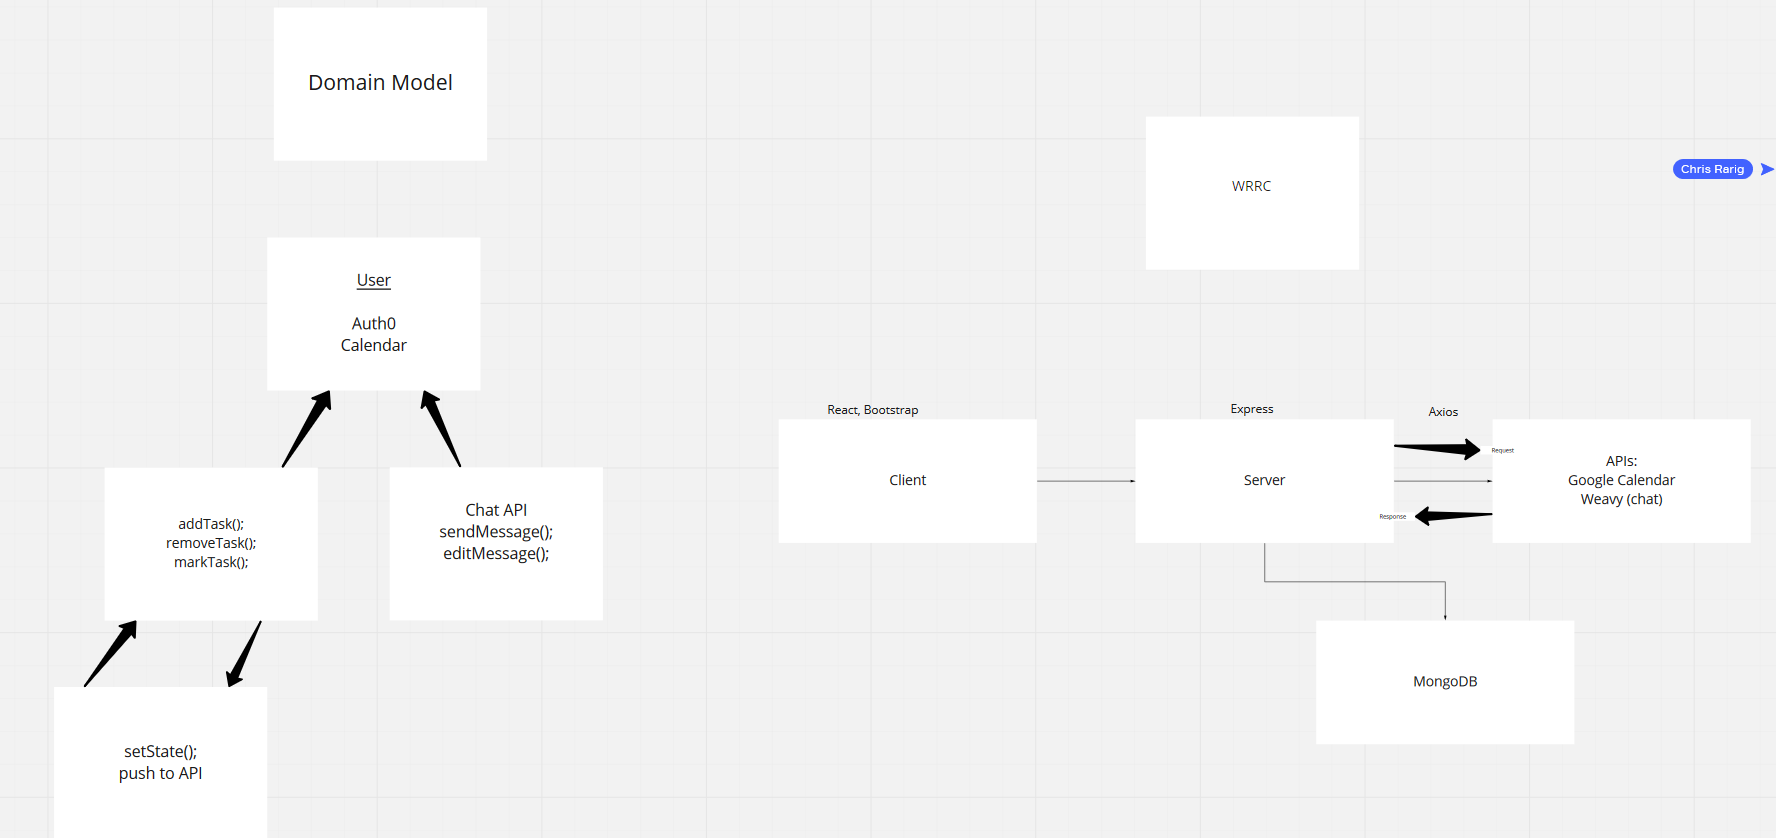 Domain Model
WRRC
Chris Rarig
User
Auth0
Calendar
addTask();
removeTask();
markTask();
Chat API
sendMessage();
editMessage();
setState();
push to API
React, Bootstrap
Express
Axios
Client
Server
Request
Response
APIs:
Google Calendar
Weavy (chat)
MongoDB